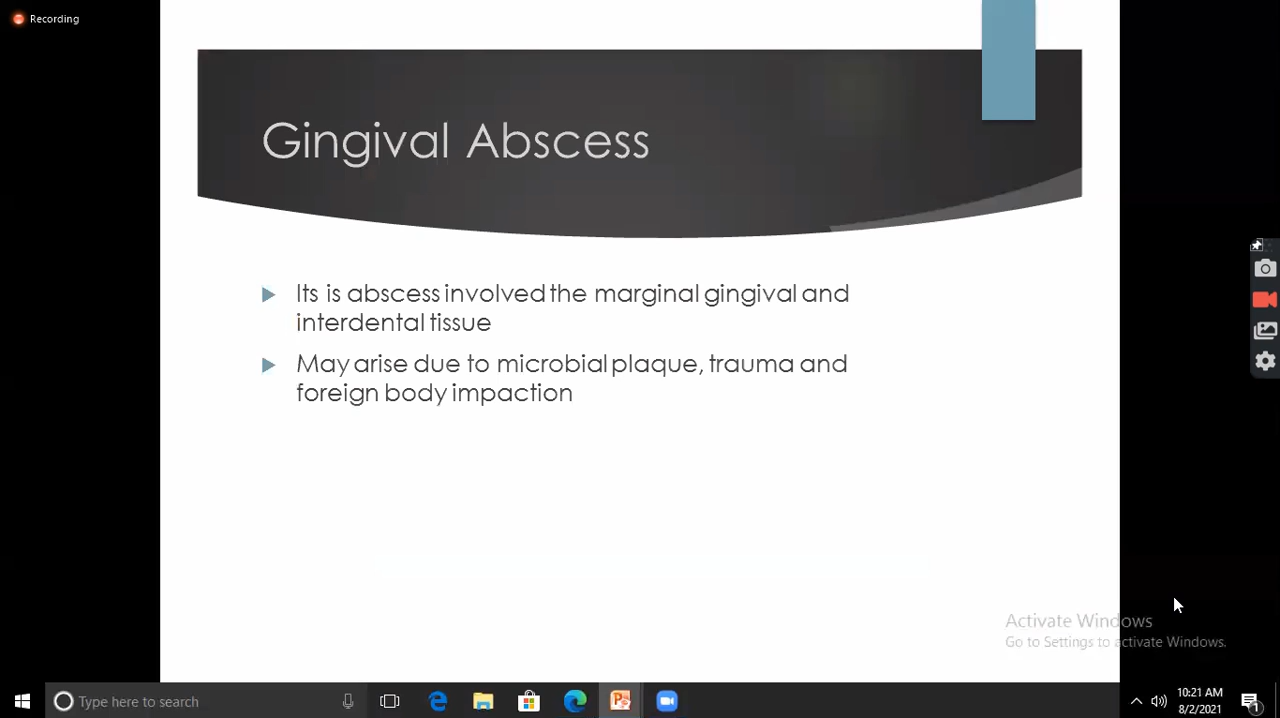 Recording
Gingival Abscess
Its is abscess involved the marginal gingival and
interdental tissue
May arise due to microbial plaque, trauma and
foreign body impaction
Activate Windows
Go to Settings to activate Windows.
Type here to search
10:21 AM
8/2/2021
1